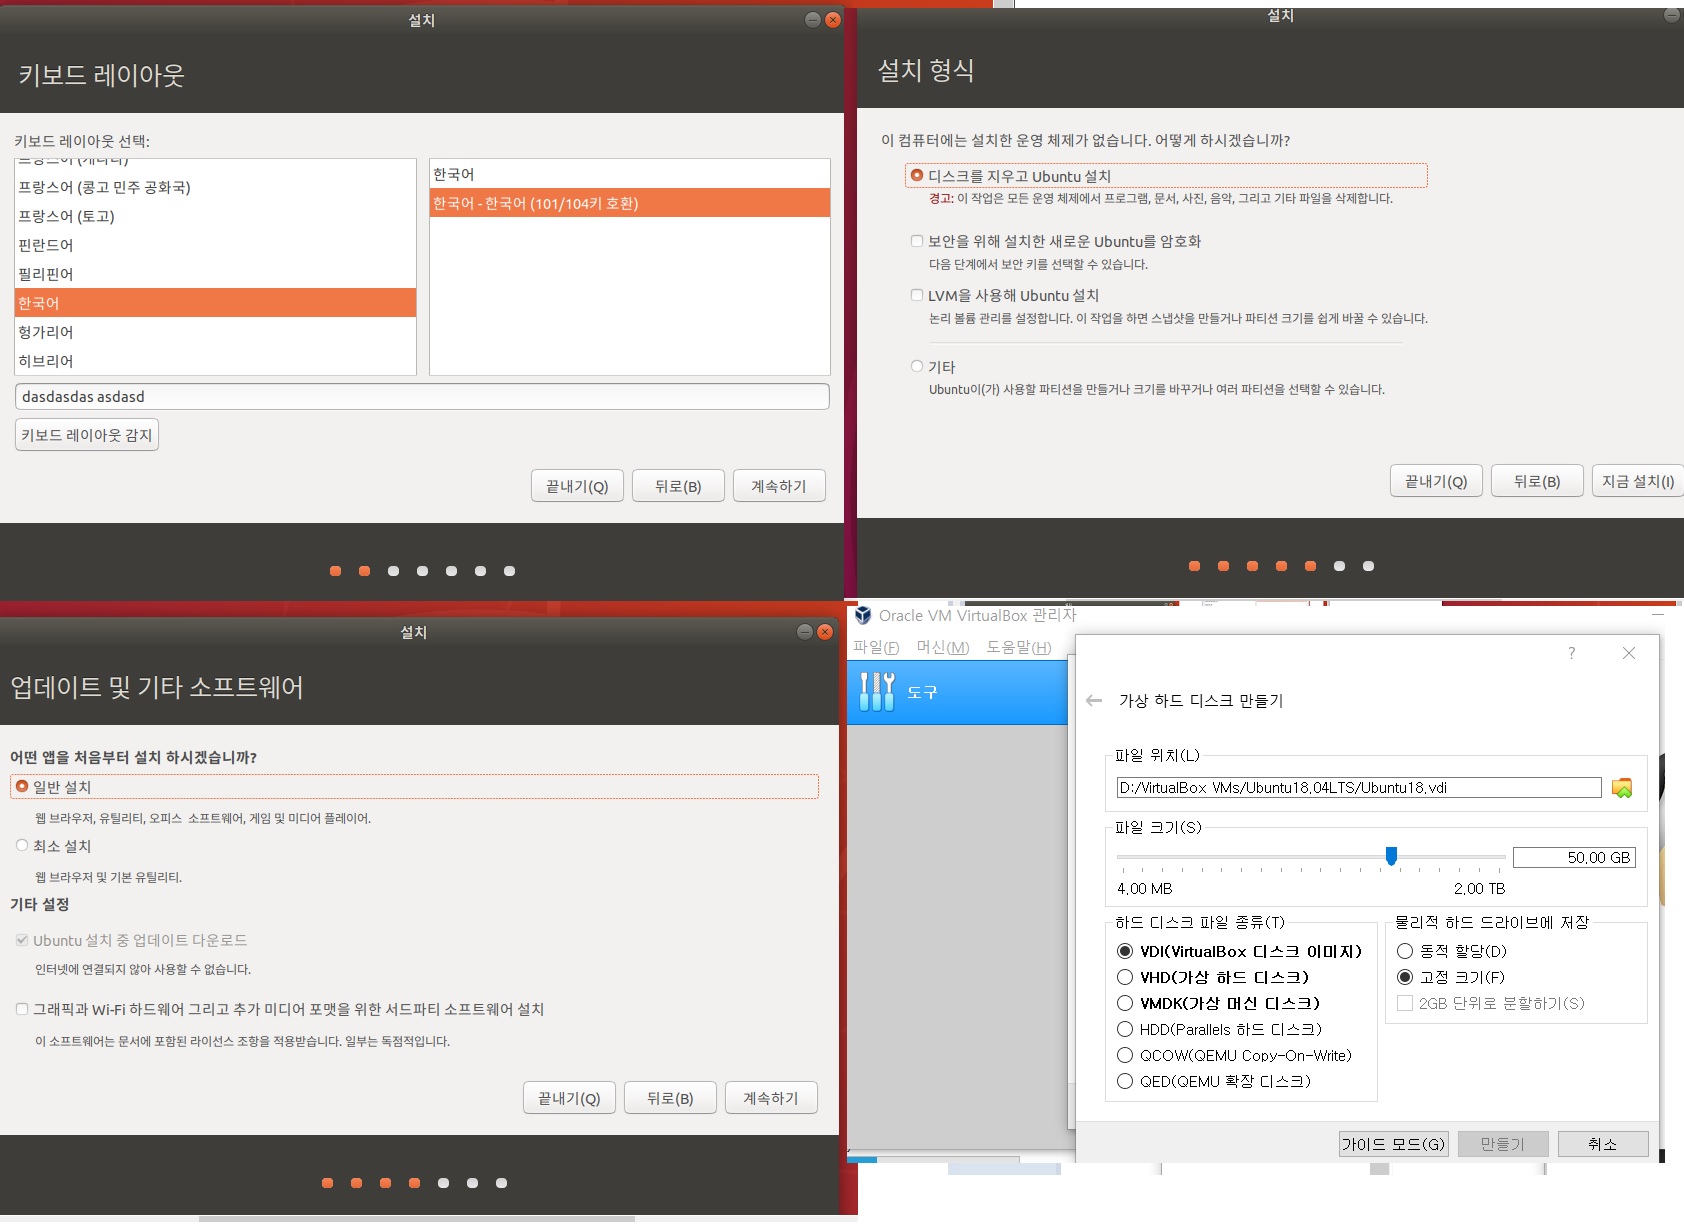 설치
키보드 레이아웃
키보드 레이아웃 선택:
프랑스어 (캐나다)
프랑스어 (콩고 민주 공화국)
프랑스어 (토고)
핀란드어
필리핀어
한국어
헝가리어
히브리어
한국어
한국어 - 한국어 (101/104키 호환)
dasdasdas asdasd
키보드 레이아웃 감지
끝내기(Q)
뒤로(B)
계속하기
설치
설치 형식
이 컴퓨터에는 설치한 운영 체제가 없습니다. 어떻게 하시겠습니까?
디스크를 지우고 Ubuntu 설치
경고: 이 작업은 모든 운영 체제에서 프로그램, 문서, 사진, 음악, 그리고 기타 파일을 삭제합니다.
보안을 위해 설치한 새로운 Ubuntu를 암호화
다음 단계에서 보안 키를 선택할 수 있습니다.
LVM을 사용해 Ubuntu 설치
논리 볼륨 관리를 설정합니다. 이 작업을 하면 스냅샷을 만들거나 파티션 크기를 쉽게 바꿀 수 있습니다.
기타
Ubuntu이(가) 사용할 파티션을 만들거나 크기를 바꾸거나 여러 파티션을 선택할 수 있습니다.
끝내기(Q)
뒤로(B)
지금 설치(I)
설치
업데이트 및 기타 소프트웨어
어떤 앱을 처음부터 설치 하시겠습니까?
일반 설치
웹 브라우저, 유틸리티, 오피스 소프트웨어, 게임 및 미디어 플레이어.
최소 설치
웹 브라우저 및 기본 유틸리티.
기타 설정
Ubuntu 설치 중 업데이트 다운로드
인터넷에 연결되지 않아 사용할 수 없습니다.
그래픽과 Wi-Fi 하드웨어 그리고 추가 미디어 포맷을 위한 서드파티 소프트웨어 설치
이 소프트웨어는 문서에 포함된 라이선스 조항을 적용받습니다. 일부는 독점적입니다.
끝내기(Q)
뒤로(B)
계속하기
Oracle VM VirtualBox 관리자
파일(F) 머신(M) 도움말(H)
도구
?
가상 하드 디스크 만들기
파일 위치(L)
D:/VirtualBox VMs/Ubuntu18.04LTS/Ubuntu18.vdi
파일 크기(S)
50.00 GB
4.00 MB
2.00 TB
하드 디스크 파일 종류(T)
VDI(VirtualBox 디스크 이미지)
VHD(가상 하드 디스크)
VMDK(가상 머신 디스크)
HDD(Parallels 하드 디스크)
QCOW(QEMU Copy-On-Write)
QED(QEMU 확장 디스크)
물리적 하드 드라이브에 저장
동적 할당(D)
고정 크기(F)
2GB 단위로 분할하기(S)
가이드 모드(G)
만들기
취소